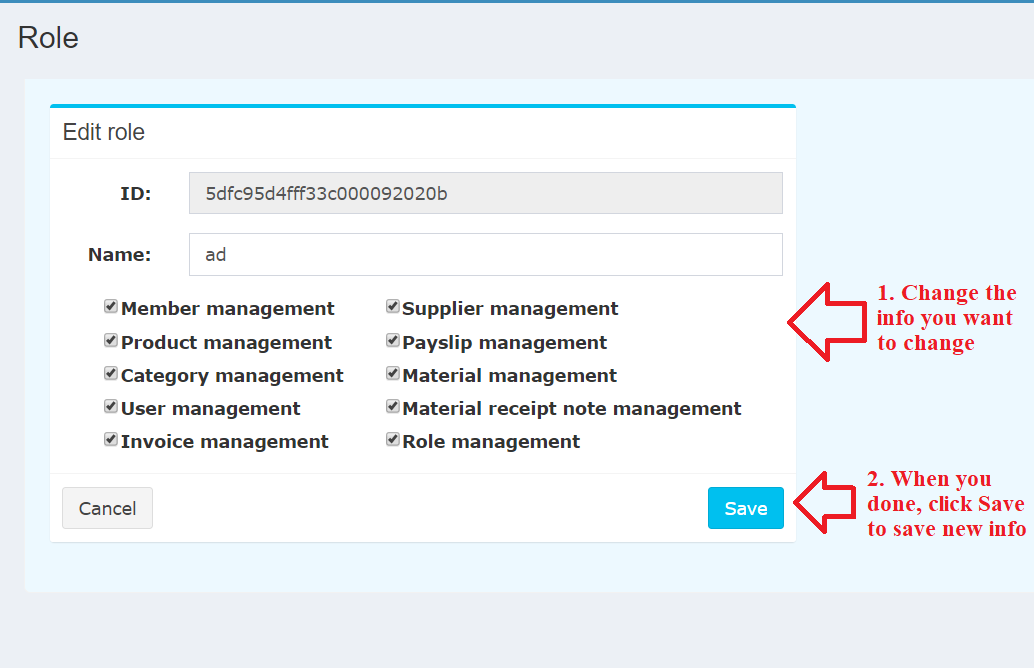 Role
Edit role
ID: 5dfc95d4fff33c000092020b
Name: ad
Member management Supplier management
Product management Payslip management
Category management Material management
User management Material receipt note management
Invoice management Role management
1. Change the
info you want
to change
Cancel Save
2. When you
done, click Save
to save new info